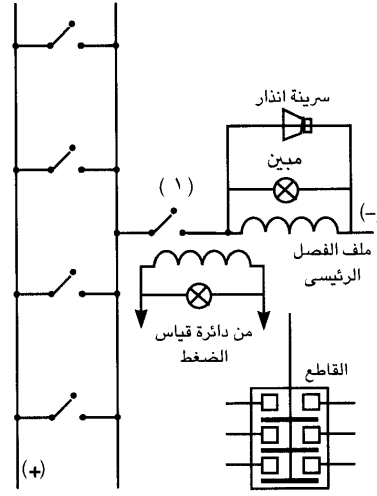 سرينة انذار
مبين
(١)
(-)
ملف الفصل
الرئيسى
من دائرة قياس
الضغط
القاطع
(+)